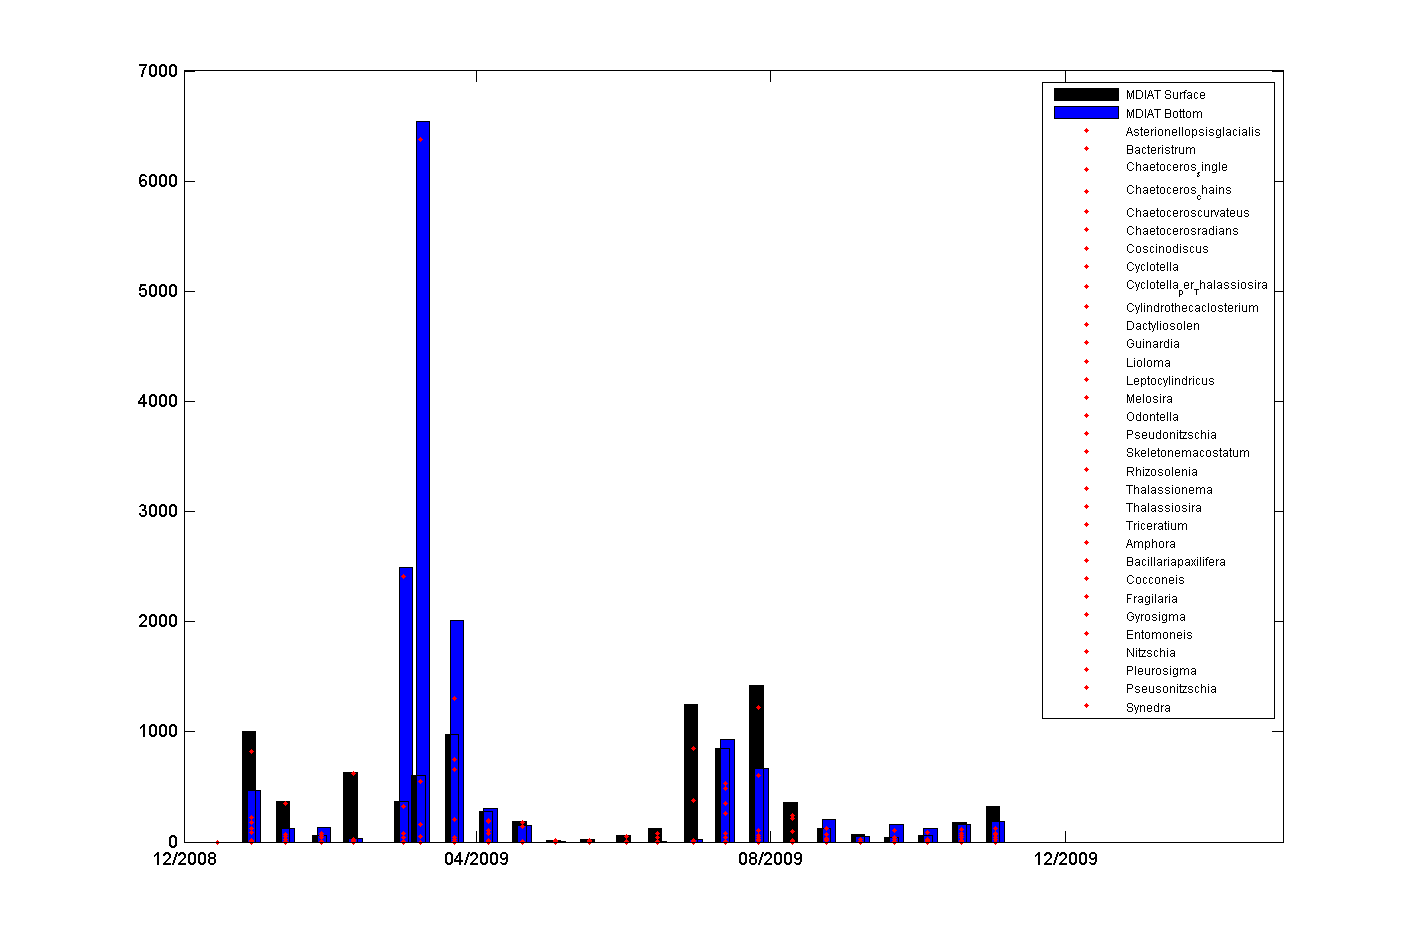 7000
6000
5000
4000
3000
2000
1000
0
12/2008
04/2009
08/2009
12/2009
MDIAT Surface
MDIAT Bottom
Asterionellopsisglacialis
Bacteristrum
Chaetoceros_single
Chaetoceros_chains
Chaetoceroscurvateus
Chaetocerosradians
Coscinodiscus
Cyclotella
Cyclotella_per_Thalassiosira
Cylindrothecaclosterium
Dactyliosolen
Guinardia
Lioloma
Leptocylindricus
Melosira
Odontella
Pseudonitzschia
Skeletonemacostatum
Rhizosolenia
Thalassionema
Thalassiosira
Triceratium
Amphora
Bacillariapaxilifera
Cocconeis
Fragilaria
Gyrosigma
Entomoneis
Nitzschia
Pleurosigma
Pseusonitzschia
Synedra